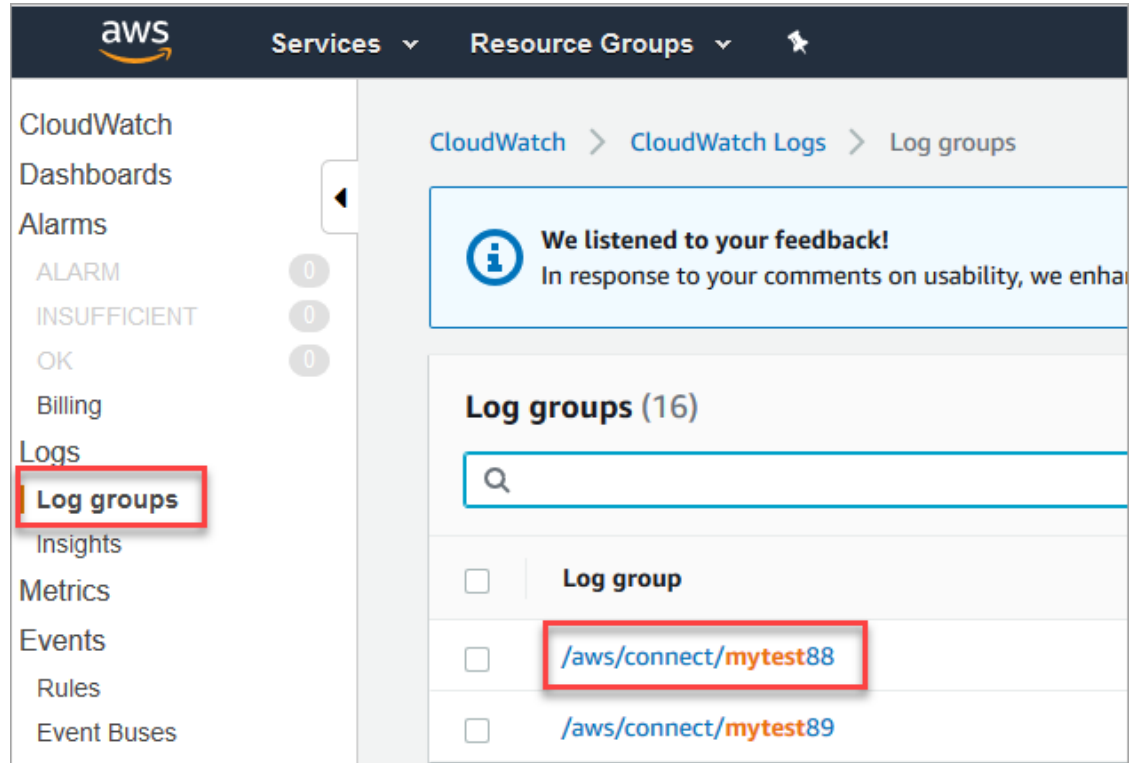 aws
Services
Resource Groups
CloudWatch
Dashboards
Alarms
ALARM 0
INSUFFICIENT 0
OK 0
Billing
Logs
Log groups
Insights
Metrics
Events
Rules
Event Buses
CloudWatch > CloudWatch Logs > Log groups
We listened to your feedback!
In response to your comments on usability, we
Log groups (16)
Log group
/aws/connect/mytest88
/aws/connect/mytest89